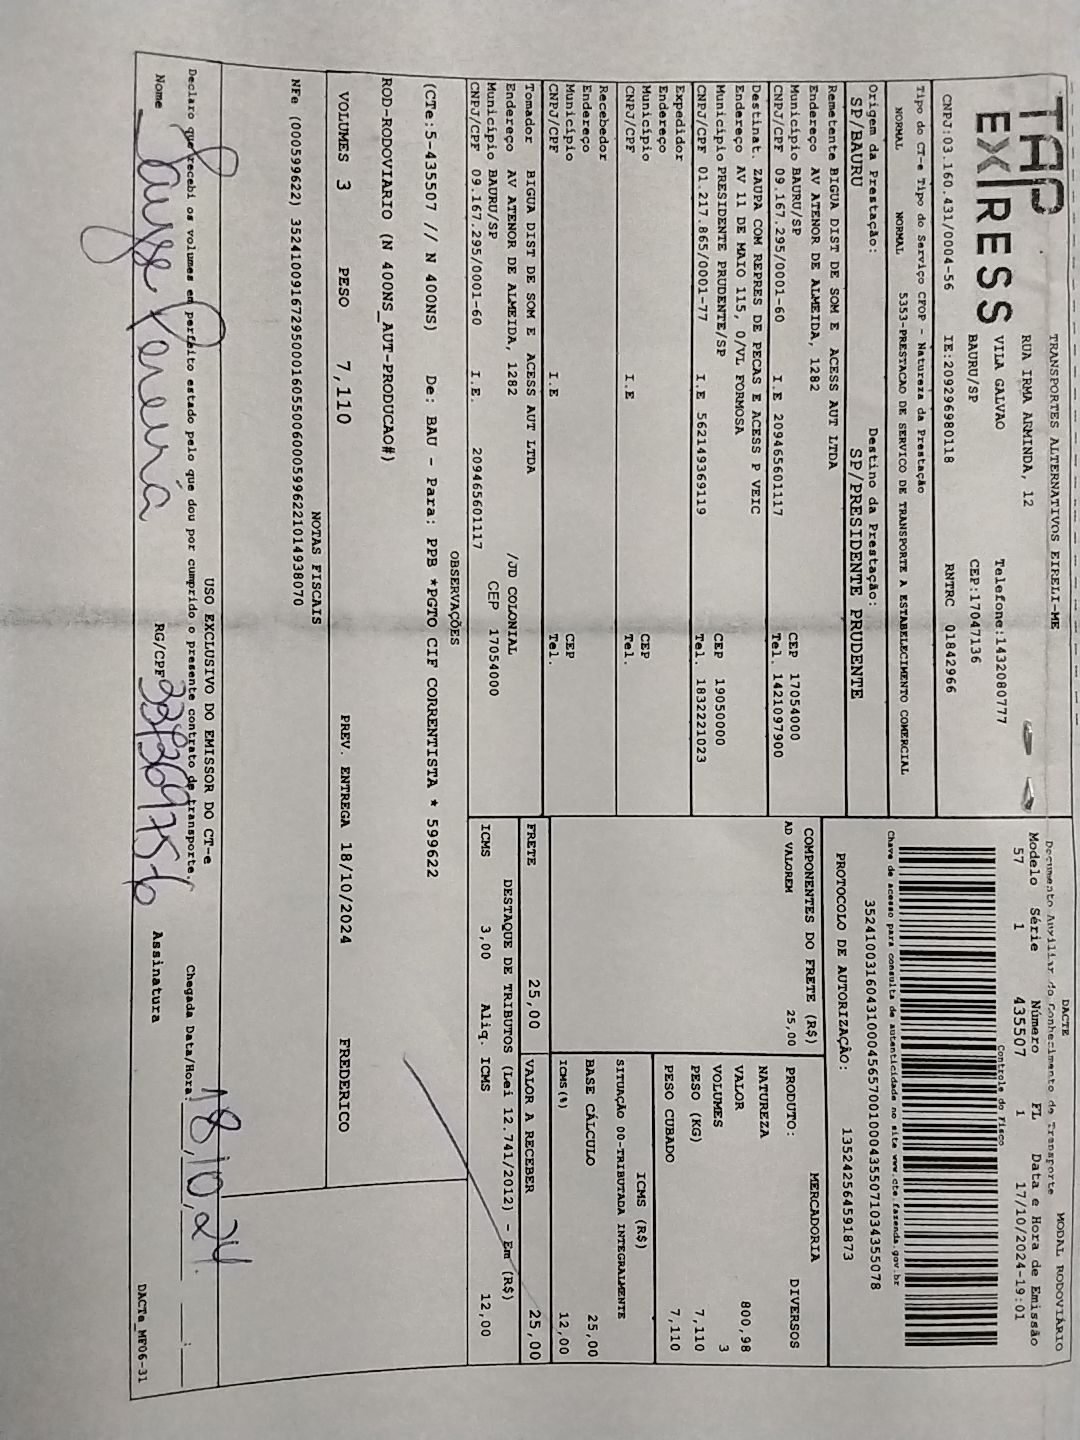 TAP
EXPRESS
TRANSPORTES ALTERNATIVOS EIRELI-ME
RUA IRMA ARMINDA, 12 Telefone:1432080777
VILA GALVAO CEP:17047136
BAURU/SP
CNPJ:03.160.431/0004-56 IE:209296980118 RNTRC 01842966
Tipo do CT-e Tipo do Serviço CFOP - Natureza da Prestação
NORMAL NORMAL 5353-PRESTACAO DE SERVICO DE TRANSPORTE A ESTABELECIMENTO COMERCIAL
Origem da Prestação: Destino da Prestação:
SP/BAURU SP/PRESIDENTE PRUDENTE
DACTE MODAL RODOVIÁRIO
Documento Auxiliar do Conhecimento de Transporte
Modelo Série Número FL Data e Hora de Emissão
57 1 435507 1 17/10/2024-19:01
Controle do Fisco
Chave de acesso para consulta de autenticidade no site www.cte.fazenda.gov.br
35241003160431000456570010004355071034355078
PROTOCOLO DE AUTORIZAÇÃO: 135242564591873
Remetente BIGUA DIST DE SOM E ACESS AUT LTDA
Endereço AV ATENOR DE ALMEIDA, 1282
Município BAURU/SP CEP 17054000
CNPJ/CPF 09.167.295/0001-60 I.E 209465601117 Tel. 1421097900
Destinat. ZAUPA COM REPRES DE PECAS E ACESS P VEIC
Endereço AV 11 DE MAIO 115, 0/VL FORMOSA
Município PRESIDENTE PRUDENTE/SP CEP 19050000
CNPJ/CPF 01.217.865/0001-77 I.E 562149369119 Tel. 1832221023
Expedidor
Endereço
Município CEP
CNPJ/CPF I.E Tel.
Recebedor
Endereço
Município CEP
CNPJ/CPF I.E Tel.
Tomador BIGUA DIST DE SOM E ACESS AUT LTDA
Endereço AV ATENOR DE ALMEIDA, 1282 /JD COLONIAL
Município BAURU/SP CEP 17054000
CNPJ/CPF 09.167.295/0001-60 I.E. 209465601117
COMPONENTES DO FRETE (R$)
AD VALOREM 25,00
MERCADORIA
PRODUTO: DIVERSOS
NATUREZA
VALOR 800,98
VOLUMES 3
PESO (KG) 7,110
PESO CUBADO 7,110
ICMS (R$)
SITUAÇÃO 00-TRIBUTADA INTEGRALMENTE
BASE CÁLCULO 25,00
ICMS (%) 12,00
FRETE 25,00 VALOR A RECEBER 25,00
DESTAQUE DE TRIBUTOS (Lei 12.741/2012) - Em (R$)
ICMS 3,00 Aliq. ICMS 12,00
OBSERVAÇÕES
(CTe:5-435507 // N 400NS) De: BAU - Para: PPB *PGTO CIF CORRENTISTA * 599622
ROD-RODOVIARIO (N 400NS_AUT-PRODUCAO#)
VOLUMES 3 PESO 7,110 PREV. ENTREGA 18/10/2024 FREDERICO
NOTAS FISCAIS
NFe (000599622) 35241009167295000160550060005996221014938070
USO EXCLUSIVO DO EMISSOR DO CT-e
Declaro que recebi os volumes em perfeito estado pelo que dou por cumprido o presente contrato de transporte. Chegada Data/Hora: 18/10/24 :
Nome Pereira RG/CPF Assinatura
DACTe_MF06-31